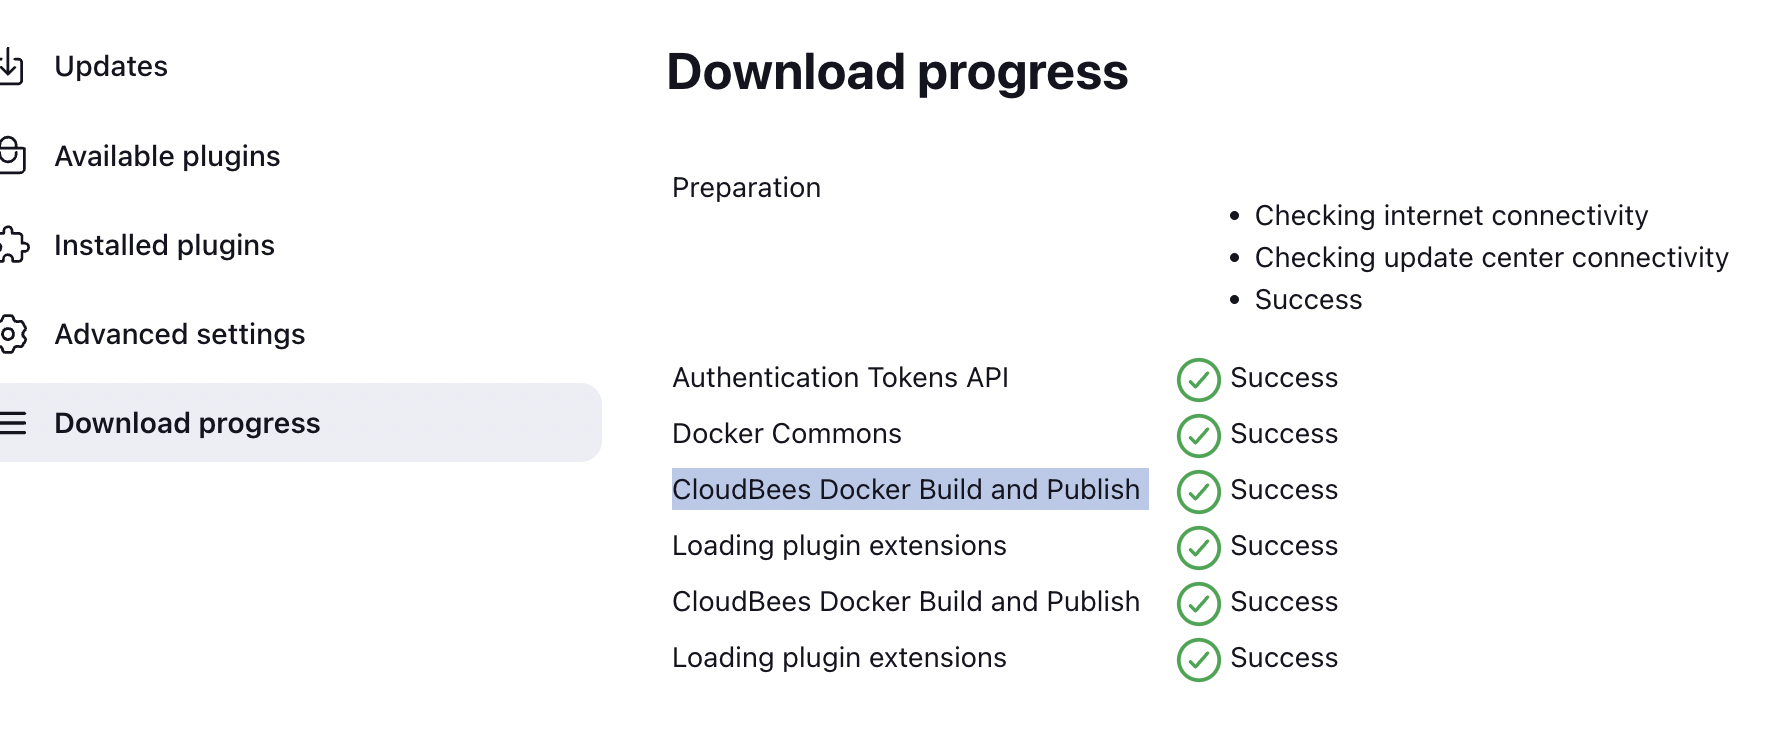 Updates
Available plugins
Installed plugins
Advanced settings
Download progress
Download progress
Preparation
Checking internet connectivity
Checking update center connectivity
Success
Authentication Tokens API Success
Docker Commons Success
CloudBees Docker Build and Publish Success
Loading plugin extensions Success
CloudBees Docker Build and Publish Success
Loading plugin extensions Success